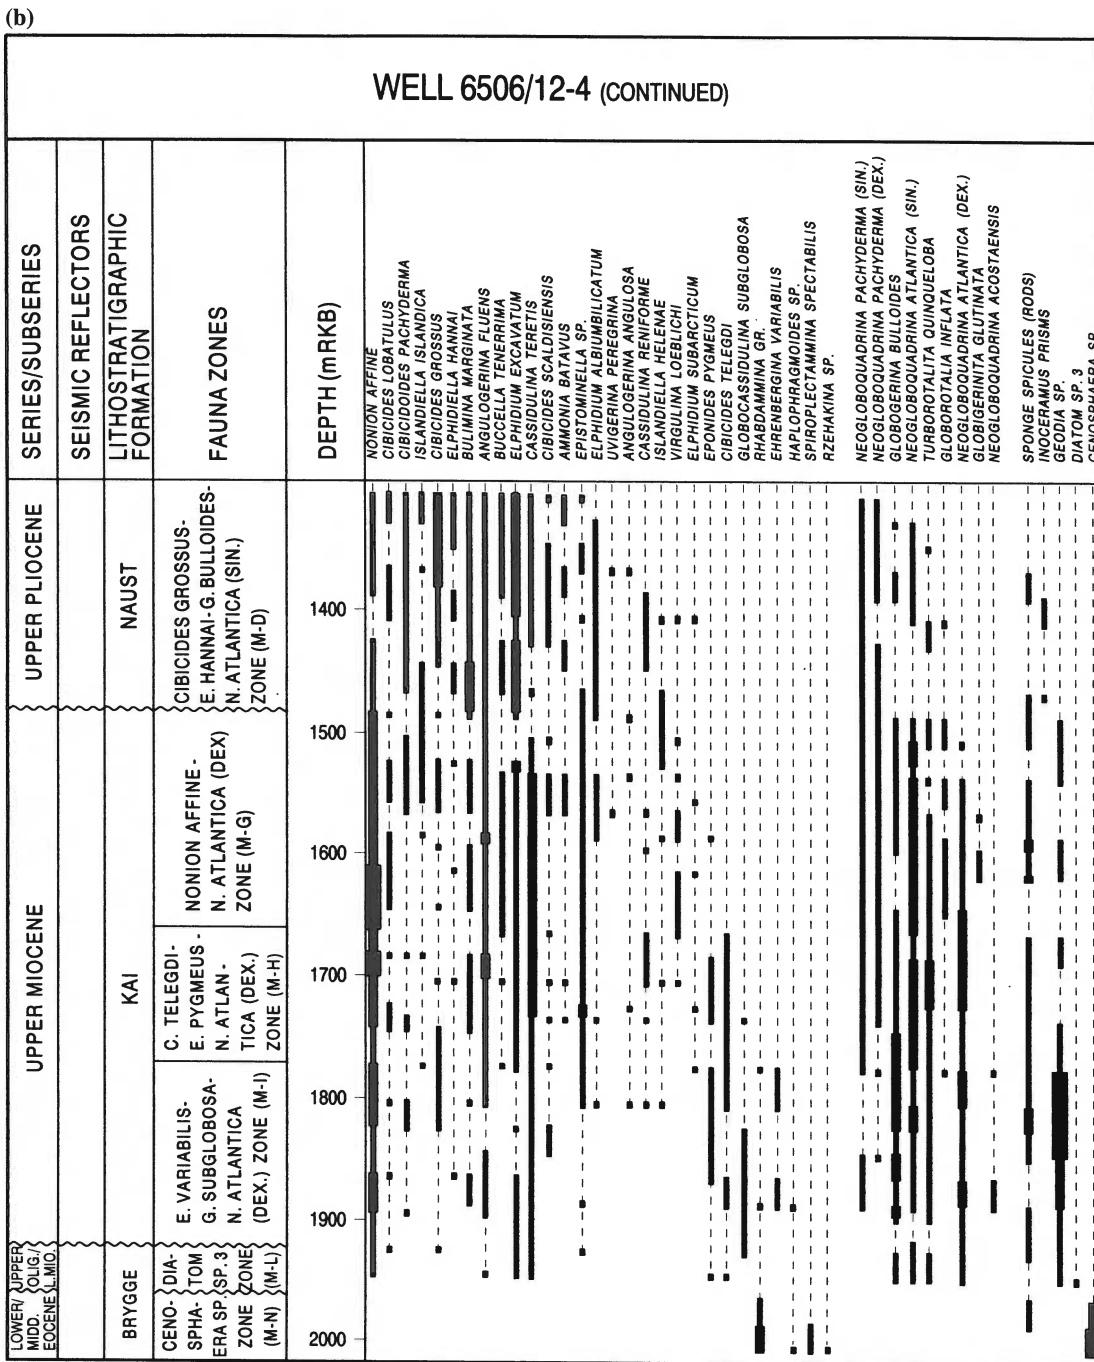 (b)
WELL 6506/12-4 (CONTINUED)
SERIES/SUBSERIES
SEISMIC REFLECTORS
LITHOSTRATIGRAPHIC
FORMATION
FAUNA ZONES
DEPTH (mRKB)
NONION AFFINE
CIBICIDES LOBATULUS
CIBICIDOIDES PACHYDERMA
ISLANDIELLA ISLANDICA
CIBICIDES GROSSUS
ELPHIDIELLA HANNAI
BULIMINA MARGINATA
ANGULOGERINA FLUENS
BUCCELLA TENERRIMA
ELPHIDIUM EXCAVATUM
CASSIDULINA TERETIS
CIBICIDES SCALDISIENSIS
AMMONIA BATAVUS
EPISTOMINELLA SP.
ELPHIDIUM ALBIUMBILICATUM
UVIGERINA PEREGRINA
ANGULOGERINA ANGULOSA
CASSIDULINA RENIFORME
ISLANDIELLA HELENAE
VIRGULINA LOEBLICHI
ELPHIDIUM SUBARCTICUM
EPONIDES PYGMEUS
CIBICIDES TELEGDI
GLOBOCASSIDULINA SUBGLOBOSA
RHABDAMMINA GR.
EHRENBERGINA VARIABILIS
HAPLOPHRAGMOIDES SP.
SPIROPLECTAMMINA SPECTABILIS
RZEHAKINA SP.
NEOGLOBOQUADRINA PACHYDERMA (SIN.)
NEOGLOBOQUADRINA PACHYDERMA (DEX.)
GLOBIGERINA BULLOIDES
NEOGLOBOQUADRINA ATLANTICA (SIN.)
TURBOROTALITA QUINQUELOBA
GLOBOROTALIA INFLATA
NEOGLOBOQUADRINA ATLANTICA (DEX.)
GLOBIGERINITA GLUTINATA
NEOGLOBOQUADRINA ACOSTAENSIS
SPONGE SPICULES (RODS)
INOCERAMUS PRISMS
GEODIA SP.
DIATOM SP. 3
CENOSPHAERA SP.
UPPER PLIOCENE
NAUST
CIBICIDES GROSSUS-
E. HANNAI- G. BULLOIDES-
N. ATLANTICA (SIN.)
ZONE (M-D)
1400
1500
UPPER MIOCENE
KAI
NONION AFFINE -
N. ATLANTICA (DEX)
ZONE (M-G)
1600
C. TELEGDI-
E. PYGMEUS -
N. ATLAN-
TICA (DEX.)
ZONE (M-H)
1700
E. VARIABILIS-
G. SUBGLOBOSA-
N. ATLANTICA
(DEX.) ZONE (M-I)
1800
1900
UPPER
OLIG./
L.MIO.
BRYGGE
DIA-
TOM
SP. 3
ZONE
(M-L)
LOWER/
MIDD.
EOCENE
CENO-
SPHA-
ERA SP.
ZONE
(M-N)
2000